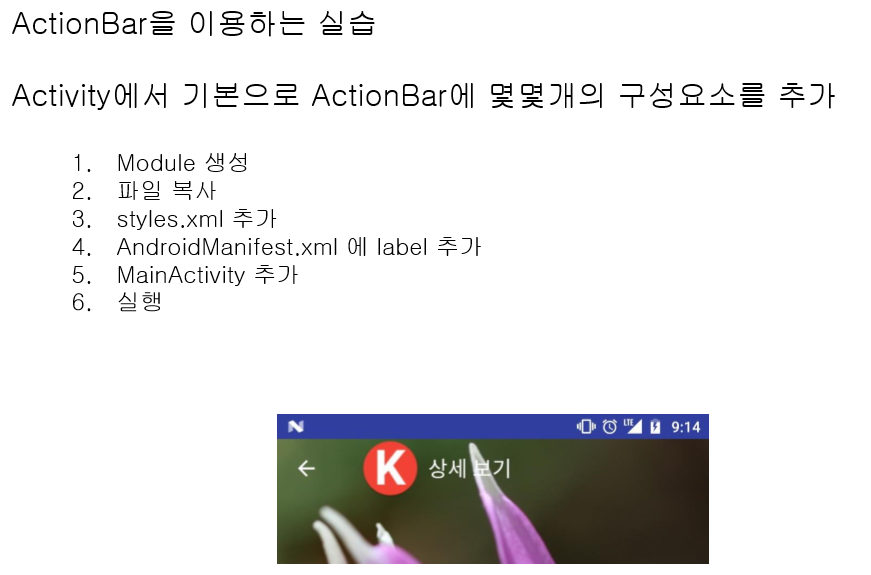 ActionBar을 이용하는 실습
Activity에서 기본으로 ActionBar에 몇몇개의 구성요소를 추가
1. Module 생성
2. 파일 복사
3. styles.xml 추가
4. AndroidManifest.xml 에 label 추가
5. MainActivity 추가
6. 실행
N LTE 9:14
K 상세 보기